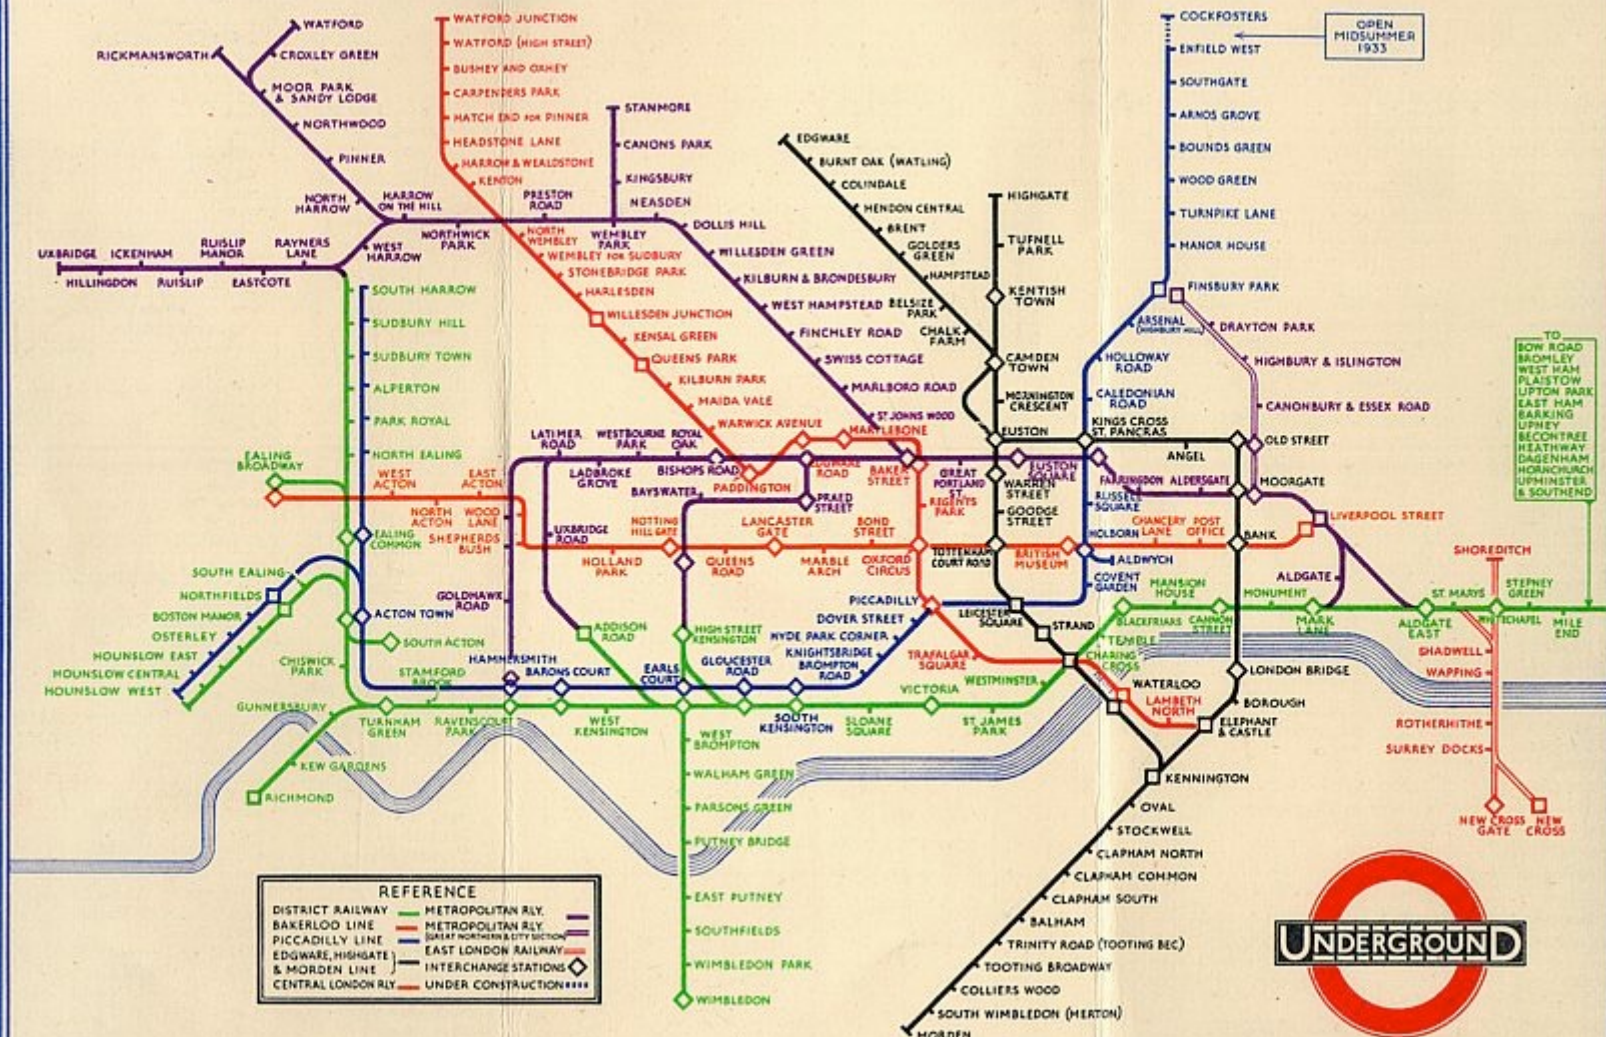 WATFORD
RICKMANSWORTH
CROXLEY GREEN
MOOR PARK
& SANDY LODGE
NORTHWOOD
PINNER
NORTH
HARROW
HARROW
ON THE HILL
WEST
HARROW
NORTHWICK
PARK
PRESTON
ROAD
UXBRIDGE
ICKENHAM
RUISLIP
MANOR
RAYNERS
LANE
HILLINGDON
RUISLIP
EASTCOTE
WATFORD JUNCTION
WATFORD (HIGH STREET)
BUSHEY AND OXHEY
CARPENDERS PARK
HATCH END FOR PINNER
HEADSTONE LANE
HARROW & WEALDSTONE
KENTON
NORTH
WEMBLEY
WEMBLEY FOR SUDBURY
STONEBRIDGE PARK
HARLESDEN
WILLESDEN JUNCTION
KENSAL GREEN
QUEENS PARK
KILBURN PARK
MAIDA VALE
WARWICK AVENUE
STANMORE
CANONS PARK
KINGSBURY
NEASDEN
WEMBLEY
PARK
DOLLIS HILL
WILLESDEN GREEN
KILBURN & BRONDESBURY
WEST HAMPSTEAD
FINCHLEY ROAD
SWISS COTTAGE
MARLBORO ROAD
ST JOHNS WOOD
EDGWARE
BURNT OAK (WATLING)
COLINDALE
HENDON CENTRAL
BRENT
GOLDERS
GREEN
HAMPSTEAD
BELSIZE
PARK
CHALK
FARM
HIGHGATE
TUFNELL
PARK
KENTISH
TOWN
CAMDEN
TOWN
MORNINGTON
CRESCENT
EUSTON
COCKFOSTERS
OPEN
MIDSUMMER
1933
ENFIELD WEST
SOUTHGATE
ARNOS GROVE
BOUNDS GREEN
WOOD GREEN
TURNPIKE LANE
MANOR HOUSE
FINSBURY PARK
ARSENAL
(HIGHBURY HILL)
HOLLOWAY
ROAD
CALEDONIAN
ROAD
KINGS CROSS
ST. PANCRAS
DRAYTON PARK
HIGHBURY & ISLINGTON
CANONBURY & ESSEX ROAD
OLD STREET
ANGEL
MOORGATE
TO
BOW ROAD
BROMLEY
WEST HAM
PLAISTOW
UPTON PARK
EAST HAM
BARKING
UPNEY
BECONTREE
HEATHWAY
DAGENHAM
HORNCHURCH
UPMINSTER
& SOUTHEND
SOUTH HARROW
SUDBURY HILL
SUDBURY TOWN
ALPERTON
PARK ROYAL
NORTH EALING
EALING
BROADWAY
WEST
ACTON
EAST
ACTON
NORTH
ACTON
WOOD
LANE
SHEPHERDS
BUSH
EALING
COMMON
LATIMER
ROAD
WESTBOURNE
PARK
ROYAL
OAK
LADBROKE
GROVE
BISHOPS ROAD
BAYSWATER
PADDINGTON
EDGWARE
ROAD
PRAED
STREET
MARYLEBONE
BAKER
STREET
GREAT
PORTLAND
ST
REGENTS
PARK
EUSTON
SQUARE
WARREN
STREET
GOODGE
STREET
FARRINGDON
ALDERSGATE
RUSSELL
SQUARE
UXBRIDGE
ROAD
HOLLAND
PARK
NOTTING
HILL GATE
QUEENS
ROAD
LANCASTER
GATE
MARBLE
ARCH
BOND
STREET
OXFORD
CIRCUS
TOTTENHAM
COURT ROAD
BRITISH
MUSEUM
HOLBORN
CHANCERY
LANE
POST
OFFICE
BANK
LIVERPOOL STREET
ALDWYCH
COVENT
GARDEN
ALDGATE
SHOREDITCH
SOUTH EALING
NORTHFIELDS
BOSTON MANOR
OSTERLEY
HOUNSLOW EAST
HOUNSLOW CENTRAL
HOUNSLOW WEST
ACTON TOWN
SOUTH ACTON
CHISWICK
PARK
GUNNERSBURY
KEW GARDENS
RICHMOND
TURNHAM
GREEN
STAMFORD
BROOK
RAVENSCOURT
PARK
GOLDHAWK
ROAD
HAMMERSMITH
BARONS COURT
WEST
KENSINGTON
ADDISON
ROAD
HIGH STREET
KENSINGTON
EARLS
COURT
GLOUCESTER
ROAD
SOUTH
KENSINGTON
PICCADILLY
DOVER STREET
HYDE PARK CORNER
KNIGHTSBRIDGE
BROMPTON
ROAD
SLOANE
SQUARE
VICTORIA
ST. JAMES
PARK
WESTMINSTER
TRAFALGAR
SQUARE
LEICESTER
SQUARE
STRAND
CHARING
CROSS
TEMPLE
BLACKFRIARS
MANSION
HOUSE
CANNON
STREET
MONUMENT
MARK
LANE
ALDGATE
EAST
ST. MARYS
WHITECHAPEL
STEPNEY
GREEN
MILE
END
SHADWELL
WAPPING
ROTHERHITHE
SURREY DOCKS
NEW CROSS
GATE
NEW
CROSS
WATERLOO
LAMBETH
NORTH
LONDON BRIDGE
BOROUGH
ELEPHANT
& CASTLE
KENNINGTON
OVAL
STOCKWELL
CLAPHAM NORTH
CLAPHAM COMMON
CLAPHAM SOUTH
BALHAM
TRINITY ROAD (TOOTING BEC)
TOOTING BROADWAY
COLLIERS WOOD
SOUTH WIMBLEDON (MERTON)
MORDEN
WEST
BROMPTON
WALHAM GREEN
PARSONS GREEN
PUTNEY BRIDGE
EAST PUTNEY
SOUTHFIELDS
WIMBLEDON PARK
WIMBLEDON
REFERENCE
DISTRICT RAILWAY
BAKERLOO LINE
PICCADILLY LINE
EDGWARE, HIGHGATE
& MORDEN LINE
CENTRAL LONDON RLY
METROPOLITAN RLY.
METROPOLITAN RLY.
(GREAT NORTHERN & CITY SECTION)
EAST LONDON RAILWAY
INTERCHANGE STATIONS
UNDER CONSTRUCTION
UNDERGROUND